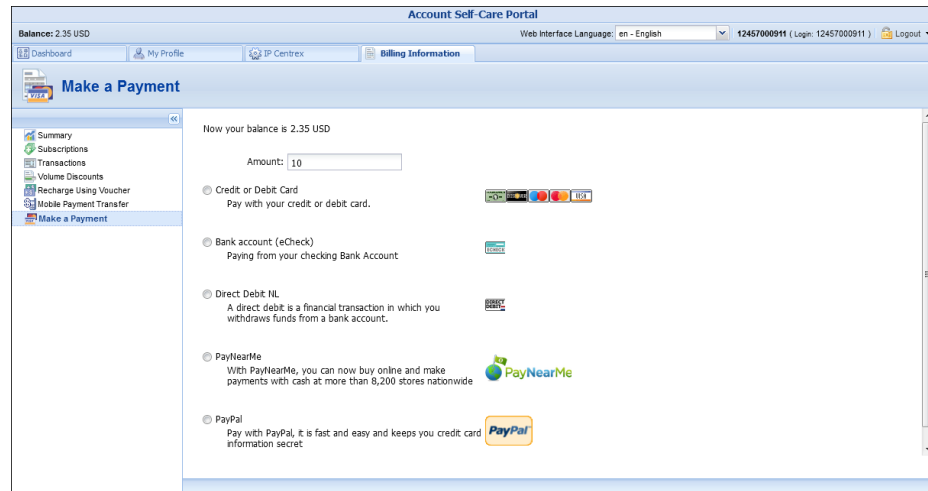 Account Self-Care Portal
Balance: 2.35 USD
Web Interface Language: en - English
12457000911 ( Login: 12457000911 )
Logout
Dashboard
My Profile
IP Centrex
Billing Information
VISA
Make a Payment
Summary
Subscriptions
Transactions
Volume Discounts
Recharge Using Voucher
Mobile Payment Transfer
Make a Payment
Now your balance is 2.35 USD
Amount: 10
Credit or Debit Card
Pay with your credit or debit card.
VISA
Bank account (eCheck)
Paying from your checking Bank Account
ECHECK
Direct Debit NL
A direct debit is a financial transaction in which you
withdraws funds from a bank account.
DIRECT
DEBIT
PayNearMe
With PayNearMe, you can now buy online and make
payments with cash at more than 8,200 stores nationwide
PayNearMe
PayPal
Pay with PayPal, it is fast and easy and keeps you credit card
information secret
PayPal